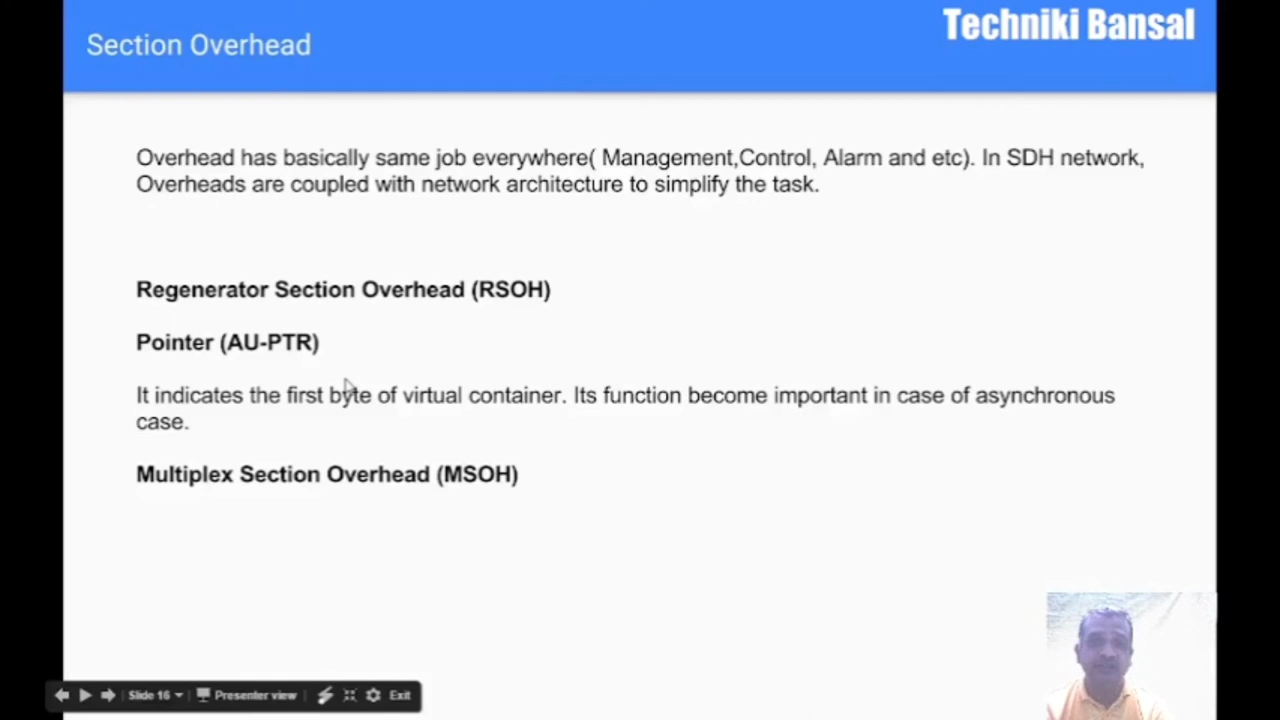 Section Overhead
Techniki Bansal
Overhead has basically same job everywhere( Management,Control, Alarm and etc). In SDH network,
Overheads are coupled with network architecture to simplify the task.
Regenerator Section Overhead (RSOH)
Pointer (AU-PTR)
It indicates the first byte of virtual container. Its function become important in case of asynchronous
case.
Multiplex Section Overhead (MSOH)
Slide 16
Presenter view
Exit